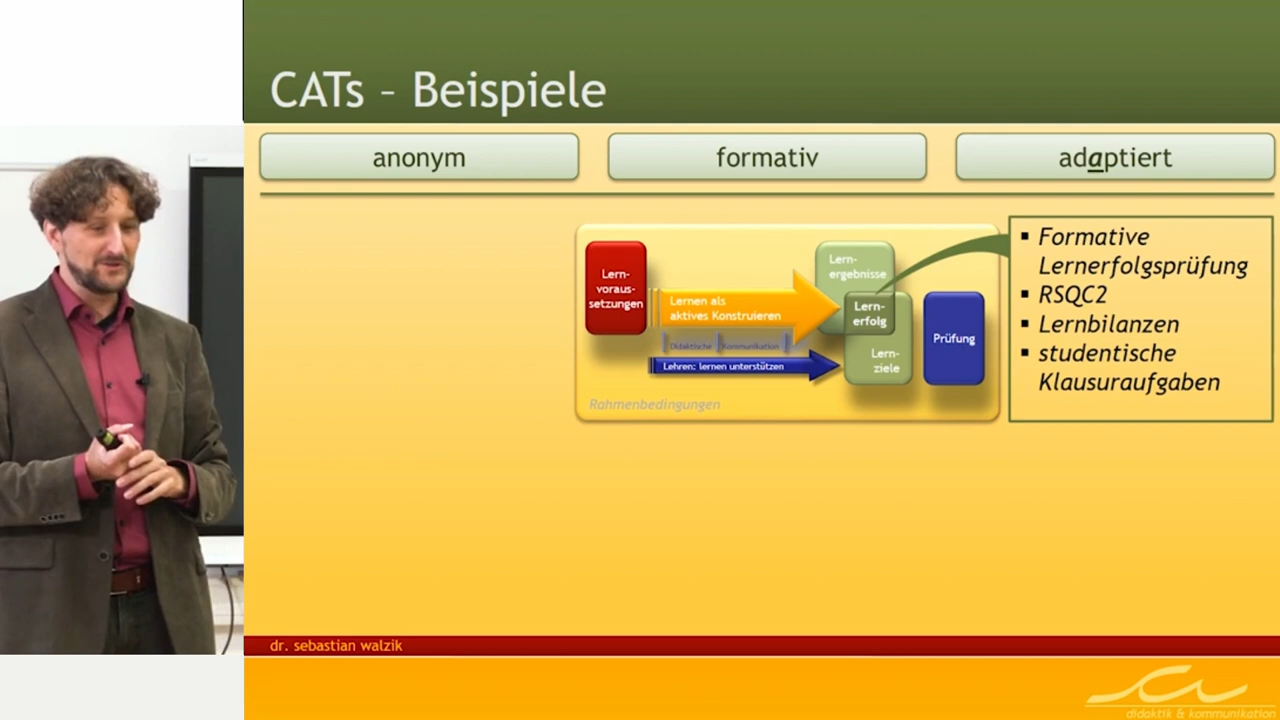 CATs – Beispiele
anonym
formativ
adaptiert
Lern-
voraus-
setzungen
Lernen als
aktives Konstruieren
Didaktische
Kommunikation
Lehren: lernen unterstützen
Lern-
ergebnisse
Lern-
erfolg
Lern-
ziele
Prüfung
Rahmenbedingungen
▪ Formative
Lernerfolgsprüfung
▪ RSQC2
▪ Lernbilanzen
▪ studentische
Klausuraufgaben
dr. sebastian walzik
didaktik & kommunikation